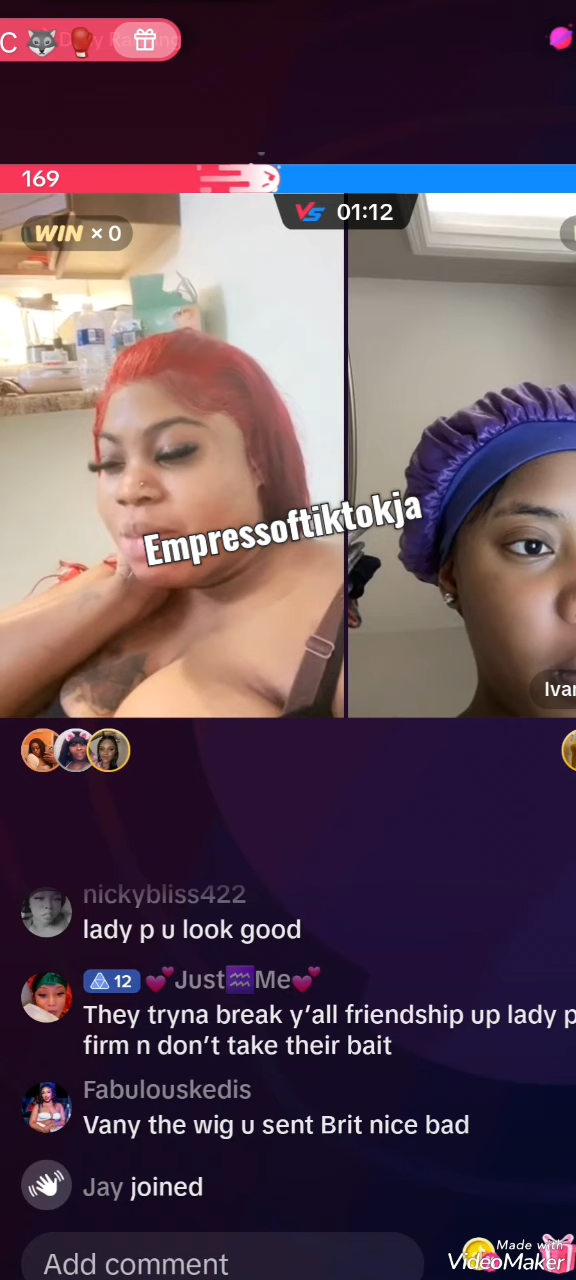 C
169
VS 01:12
WIN × 0
Empressoftiktokja
Ivan
nickybliss422
lady p u look good
12 💕Just♒Me💕
They tryna break y’all friendship up lady p
firm n don’t take their bait
Fabulouskedis
Vany the wig u sent Brit nice bad
Jay joined
Add comment
Made with
VideoMaker